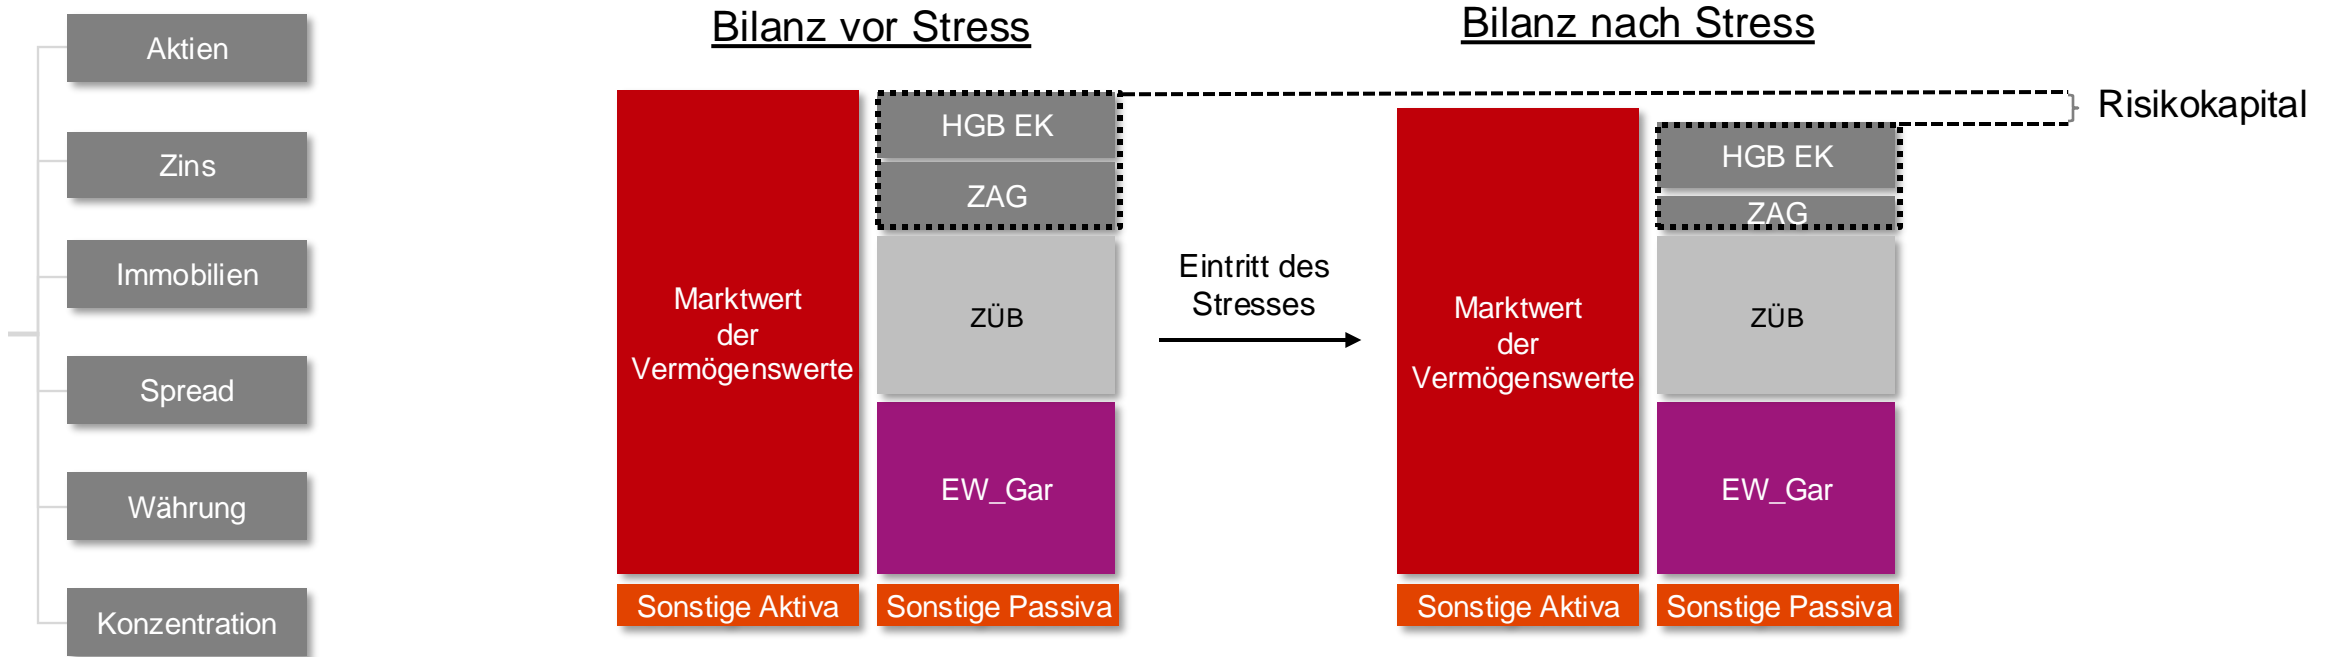 Aktien
Zins
Immobilien
Spread
Währung
Konzentration
Bilanz vor Stress
Marktwert
der
Vermögenswerte
Sonstige Aktiva
HGB EK
ZAG
ZÜB
EW_Gar
Sonstige Passiva
Eintritt des
Stresses
Bilanz nach Stress
Marktwert
der
Vermögenswerte
Sonstige Aktiva
HGB EK
ZAG
ZÜB
EW_Gar
Sonstige Passiva
Risikokapital